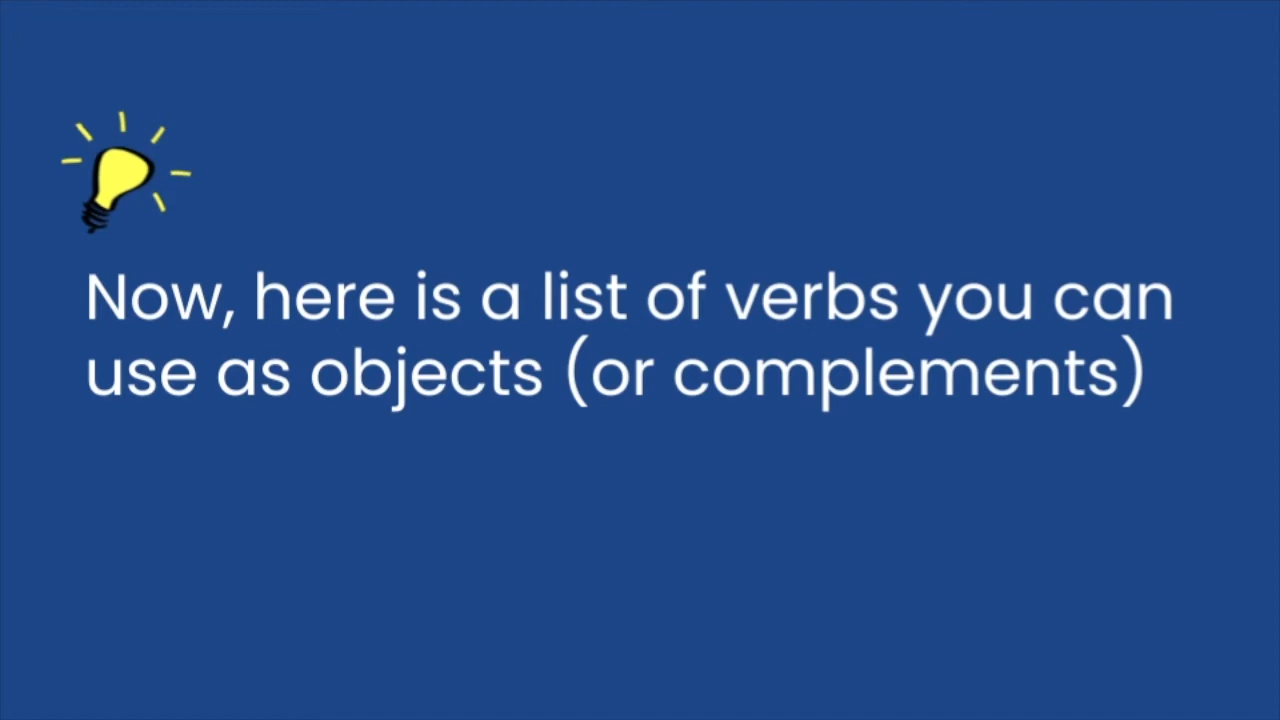 Now, here is a list of verbs you can
use as objects (or complements)